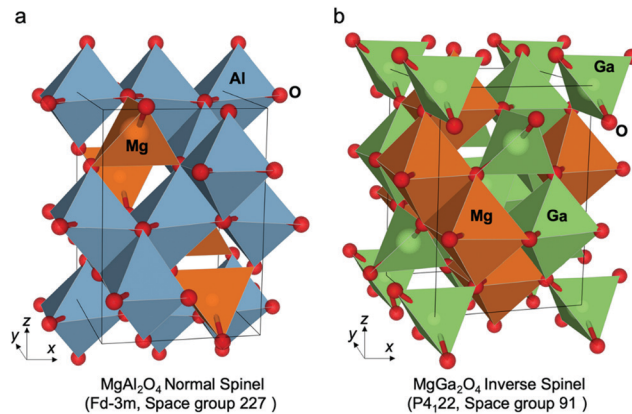 a
b
Al
O
Mg
Ga
O
Mg
Ga
z
y
x
z
y
x
MgAl₂O₄ Normal Spinel
(Fd-3m, Space group 227 )
MgGa₂O₄ Inverse Spinel
(P4₁22, Space group 91 )